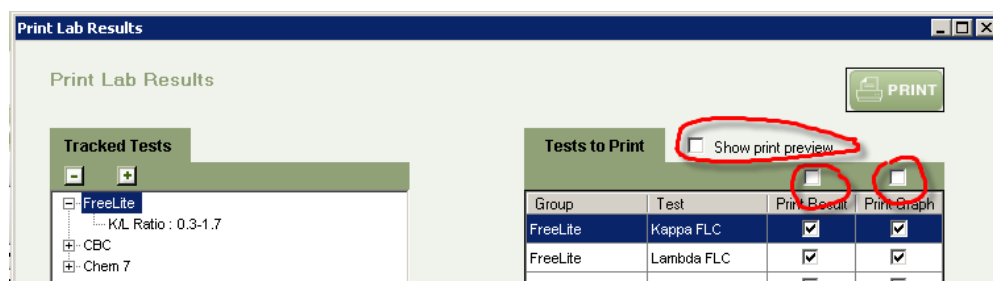 Print Lab Results
Print Lab Results
PRINT
Tracked Tests
Tests to Print
Show print preview
FreeLite
K/L Ratio : 0.3-1.7
CBC
Chem 7
Group Test Print Result Print Graph
FreeLite Kappa FLC
FreeLite Lambda FLC